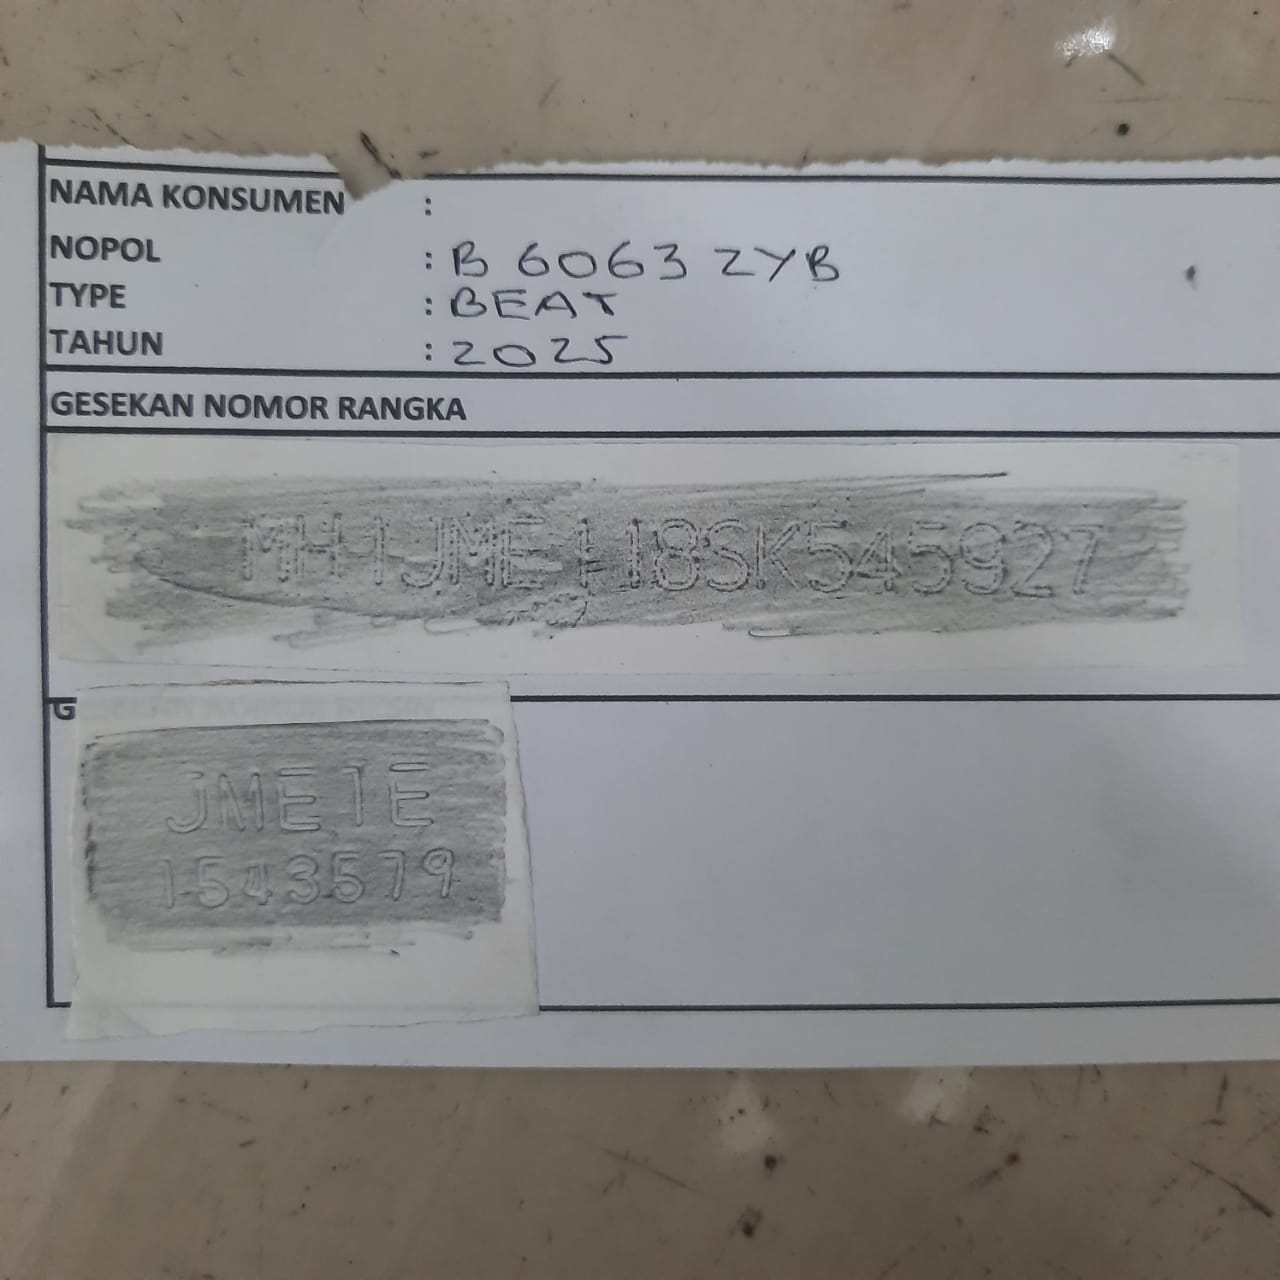 NAMA KONSUMEN :
NOPOL : B 6063 ZYB
TYPE : BEAT
TAHUN : 2025
GESEKAN NOMOR RANGKA
MH1JME118SK545927
G
JME1E
1543579